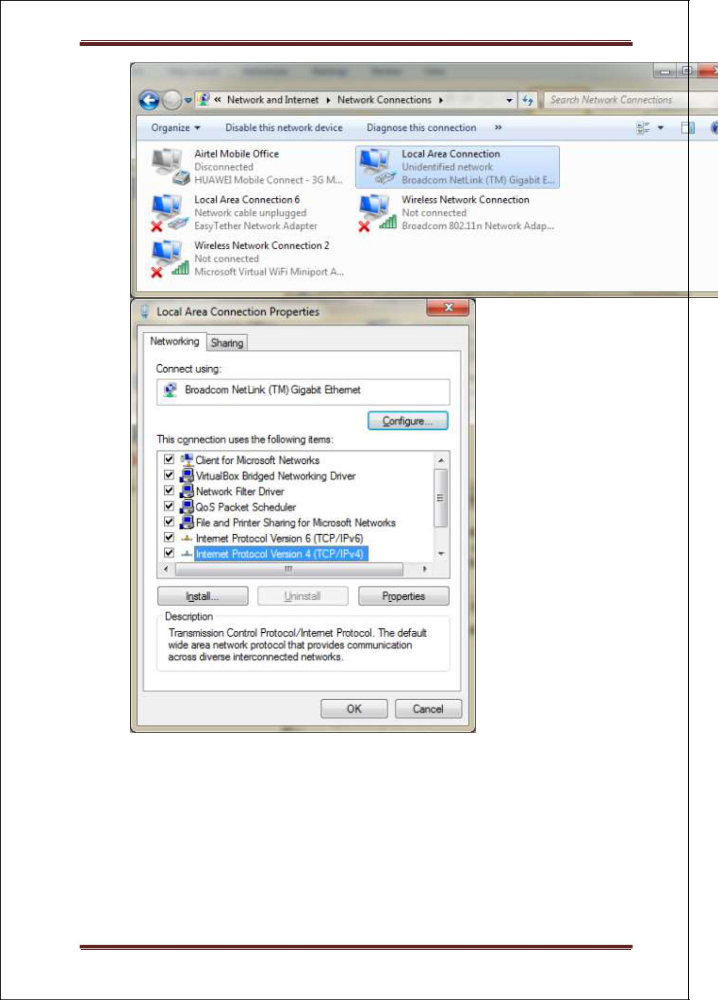 Network and Internet Network Connections
Search Network Connections
Organize Disable this network device Diagnose this connection »
Airtel Mobile Office
Disconnected
HUAWEI Mobile Connect - 3G M...
Local Area Connection
Unidentified network
Broadcom NetLink (TM) Gigabit E...
Local Area Connection 6
Network cable unplugged
EasyTether Network Adapter
Wireless Network Connection
Not connected
Broadcom 802.11n Network Adap...
Wireless Network Connection 2
Not connected
Microsoft Virtual WiFi Miniport A...
Local Area Connection Properties
Networking Sharing
Connect using:
Broadcom NetLink (TM) Gigabit Ethernet
Configure...
This connection uses the following items:
Client for Microsoft Networks
VirtualBox Bridged Networking Driver
Network Filter Driver
QoS Packet Scheduler
File and Printer Sharing for Microsoft Networks
Internet Protocol Version 6 (TCP/IPv6)
Internet Protocol Version 4 (TCP/IPv4)
Install... Uninstall Properties
Description
Transmission Control Protocol/Internet Protocol. The default
wide area network protocol that provides communication
across diverse interconnected networks.
OK Cancel